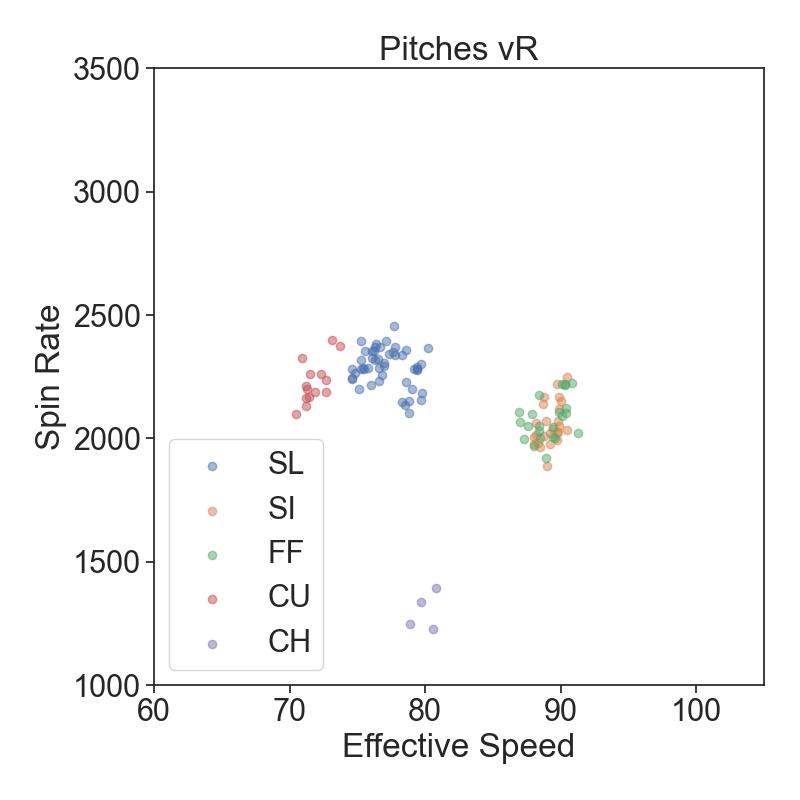 Pitches vR
3500
3000
2500
2000
1500
1000
Spin Rate
SL
SI
FF
CU
CH
60 70 80 90 100
Effective Speed